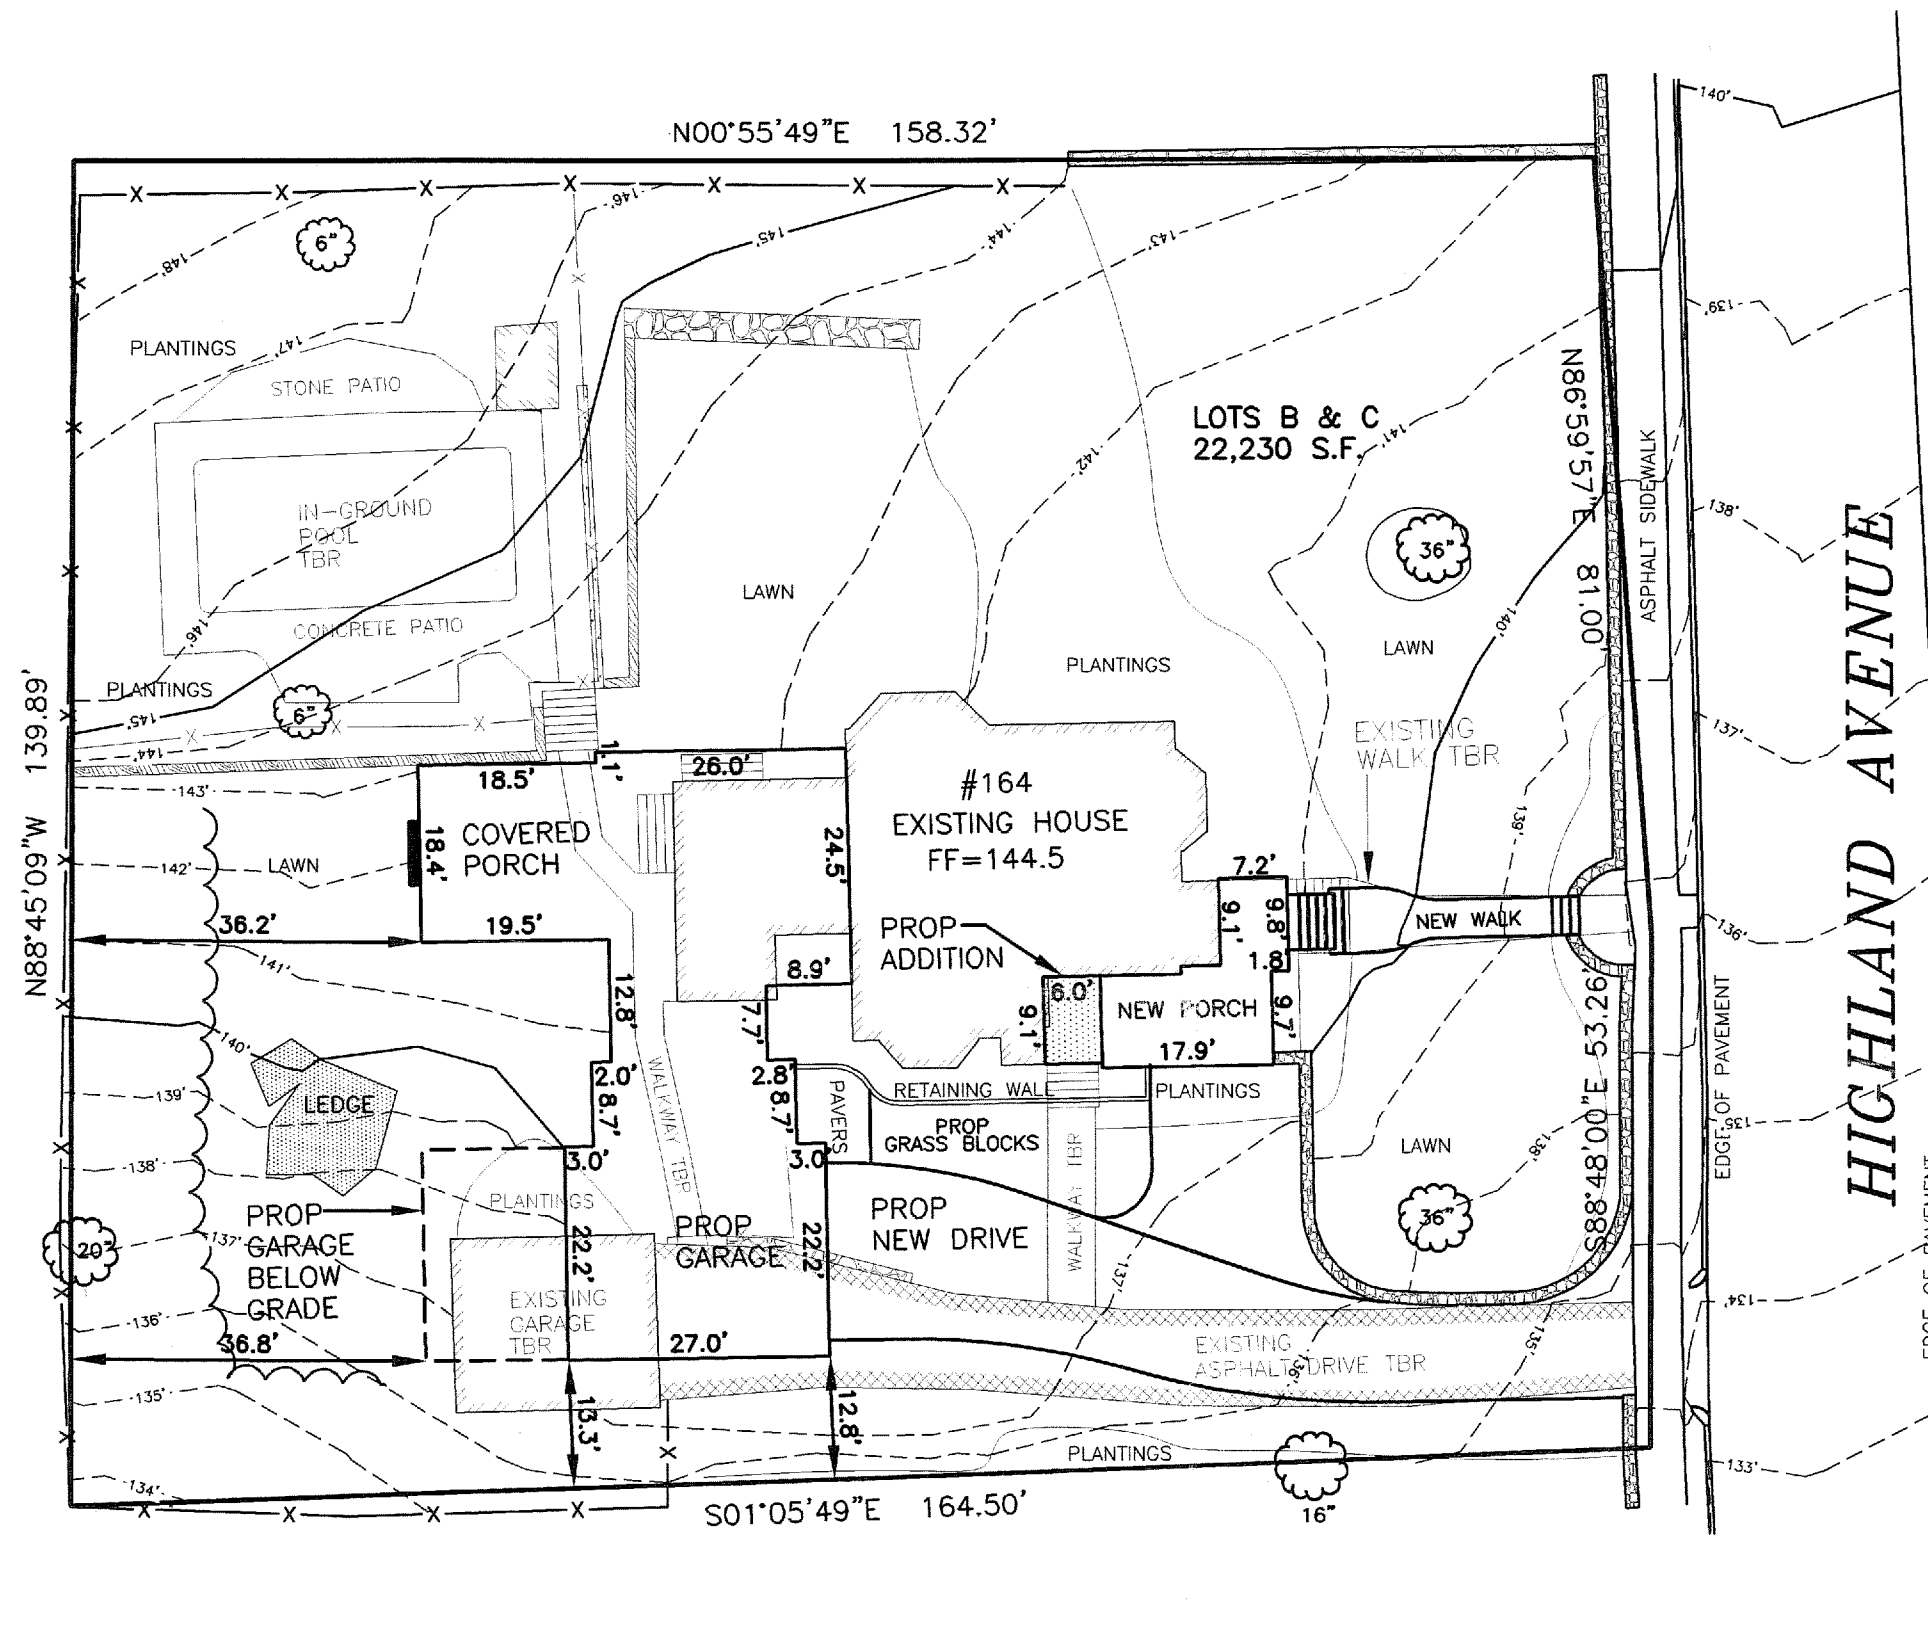 N00°55'49"E 158.32'
140'
148'
6"
146'
145'
144'
143'
139'
PLANTINGS
147'
STONE PATIO
LOTS B & C
22,230 S.F.
141'
142'
N86°59'57"E 81.00'
ASPHALT SIDEWALK
138'
IN-GROUND
POOL
TBR
36"
HIGHLAND AVENUE
LAWN
146'
CONCRETE PATIO
140'
LAWN
PLANTINGS
PLANTINGS
6"
145'
144'
137'
EXISTING
WALK TBR
N88°45'09"W 139.89'
1.1'
26.0'
18.5'
143'
#164
EXISTING HOUSE
FF=144.5
139'
COVERED
PORCH
18.4'
24.5'
142'
LAWN
7.2'
9.1'
9.8'
NEW WALK
36.2'
19.5'
PROP
ADDITION
136'
141'
8.9'
1.8'
6.0'
12.8'
7.7'
9.1'
NEW PORCH
9.7'
17.9'
S88°48'00"E 53.26'
EDGE OF PAVEMENT
140'
2.0'
2.8'
WALKWAY TBR
139'
LEDGE
8.7'
8.7'
PAVERS
RETAINING WALL
PLANTINGS
PROP
GRASS BLOCKS
135'
138'
3.0'
3.0'
LAWN
138'
PLANTINGS
WALKWAY TBR
PROP
GARAGE
BELOW
GRADE
PROP
GARAGE
PROP
NEW DRIVE
36"
20"
137'
22.2'
22.2'
137'
EXISTING
GARAGE
TBR
136'
134'
36.8'
27.0'
EXISTING
ASPHALT DRIVE TBR
136'
135'
135'
13.3'
12.8'
PLANTINGS
133'
134'
S01°05'49"E 164.50'
16"
EDGE OF PAVEMENT